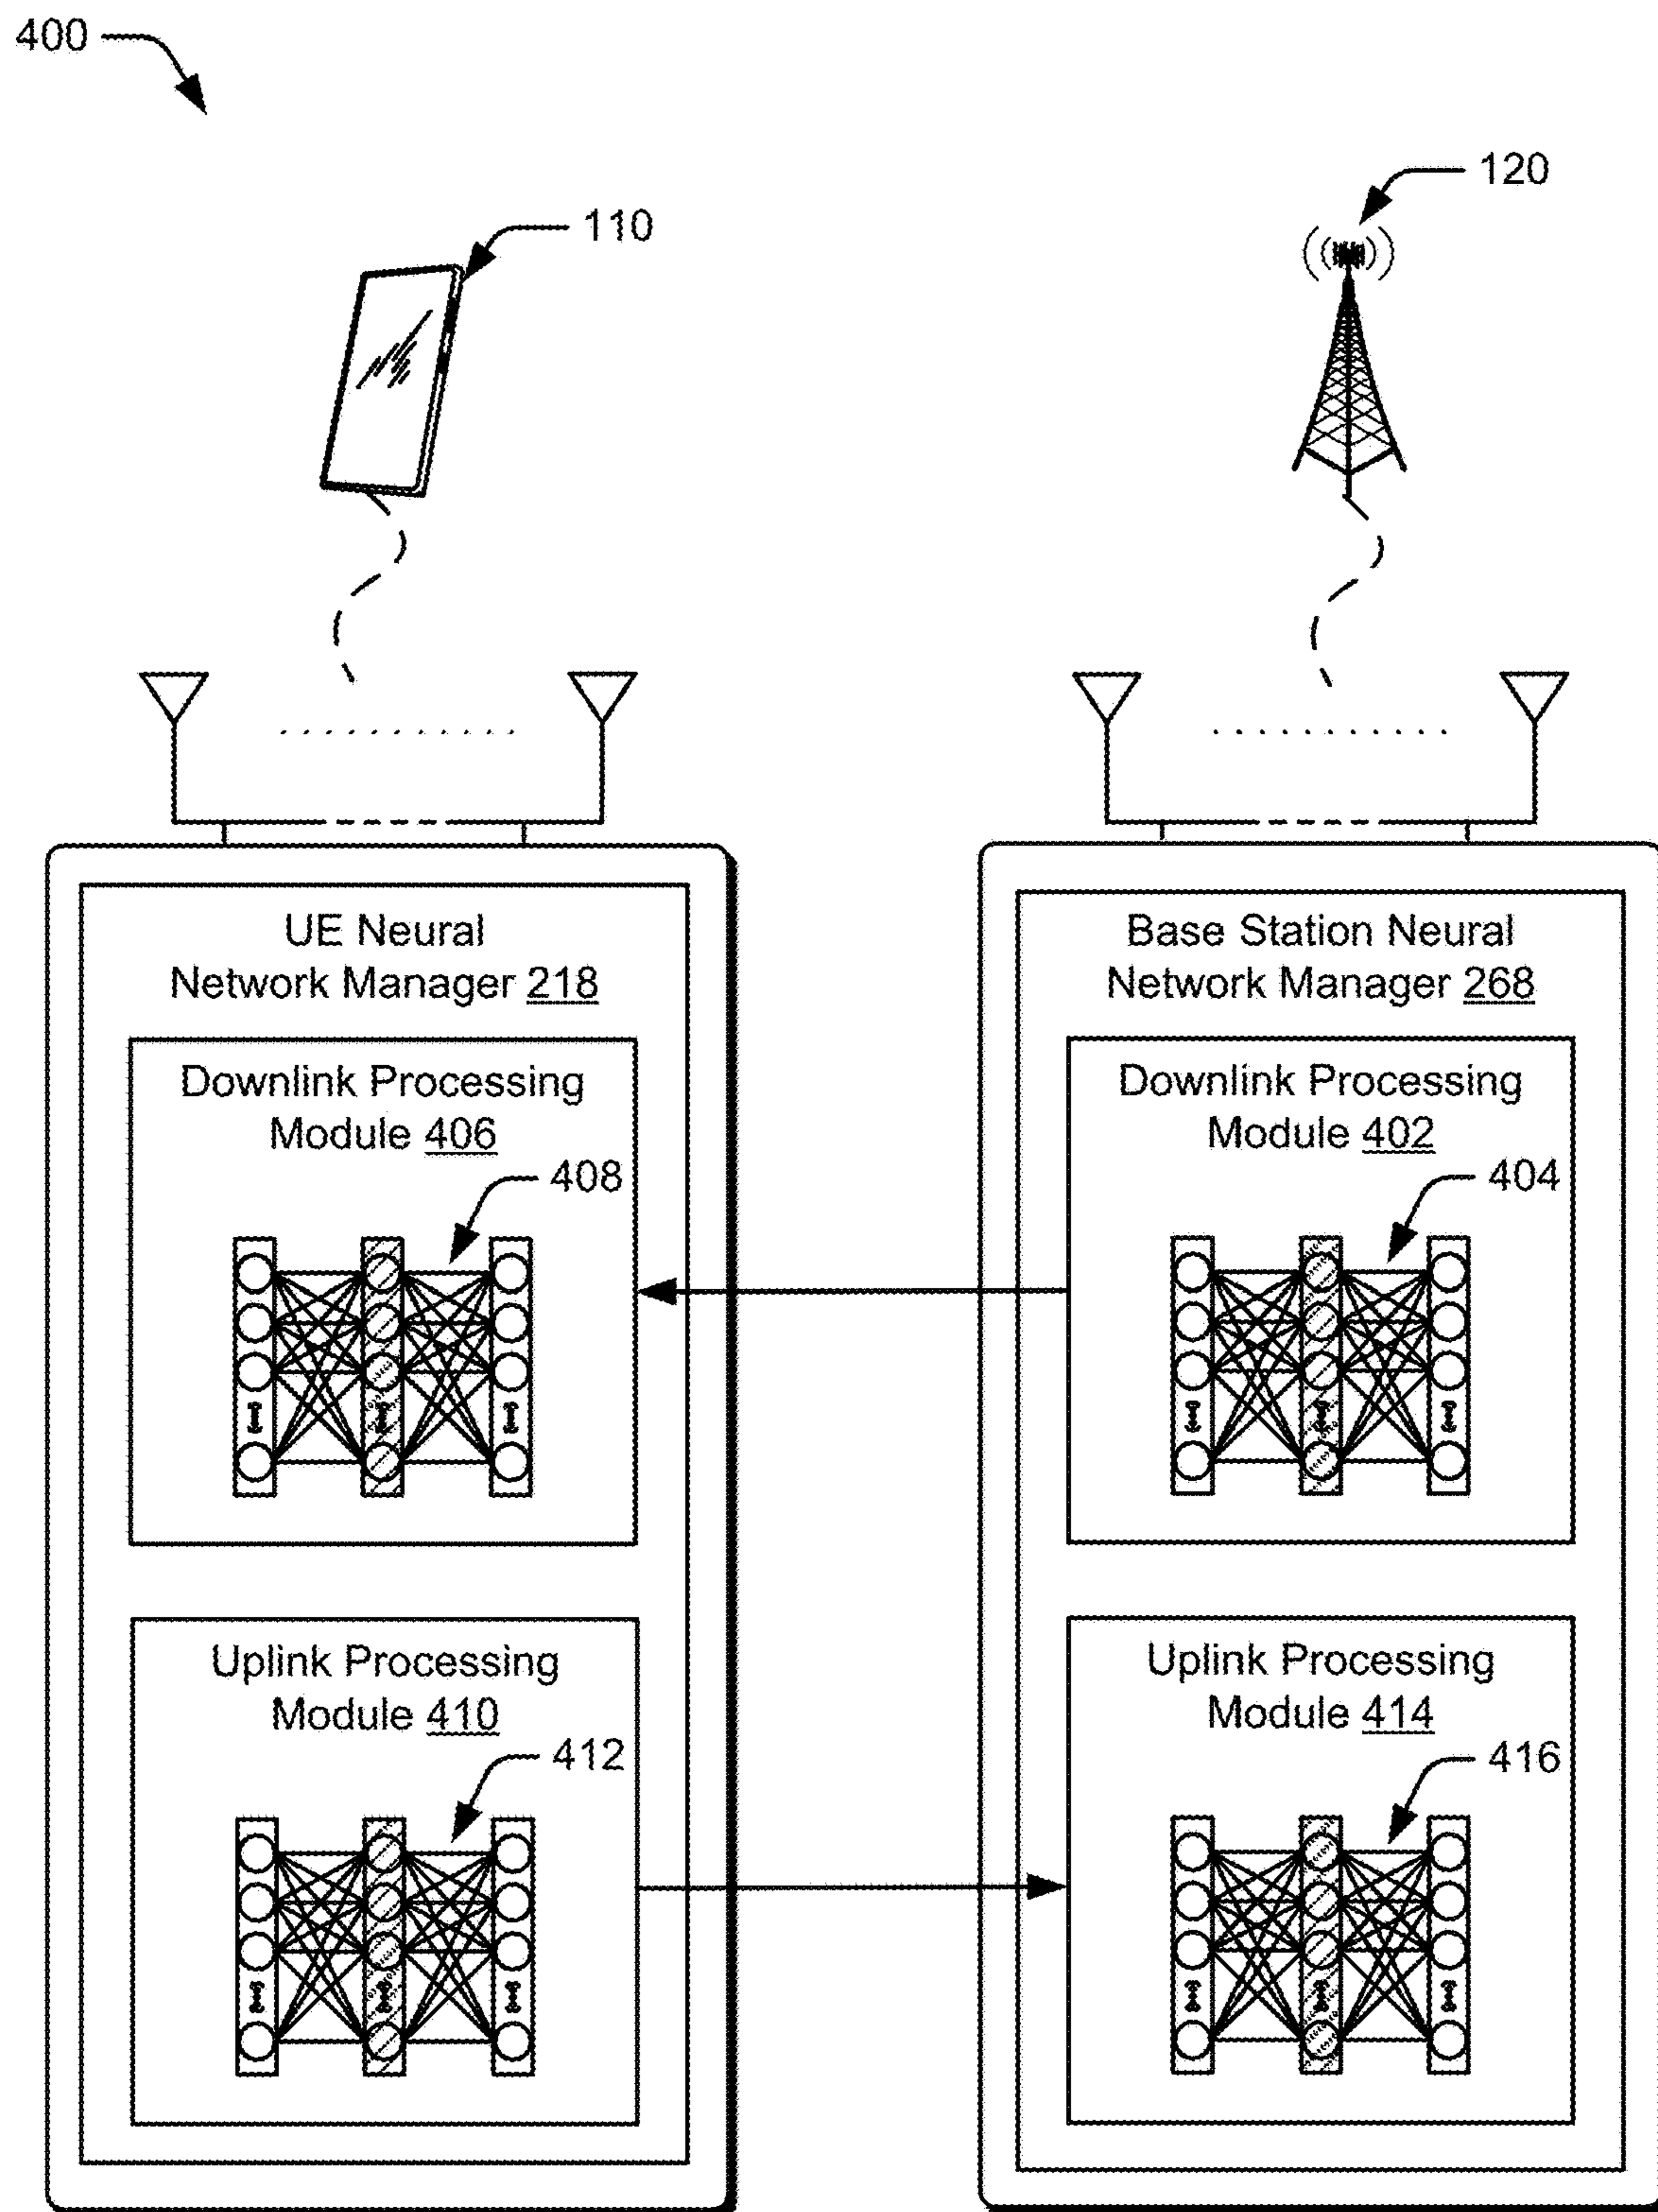 400
110
120
UE Neural
Network Manager 218
Downlink Processing
Module 406
408
Uplink Processing
Module 410
412
Base Station Neural
Network Manager 268
Downlink Processing
Module 402
404
Uplink Processing
Module 414
416